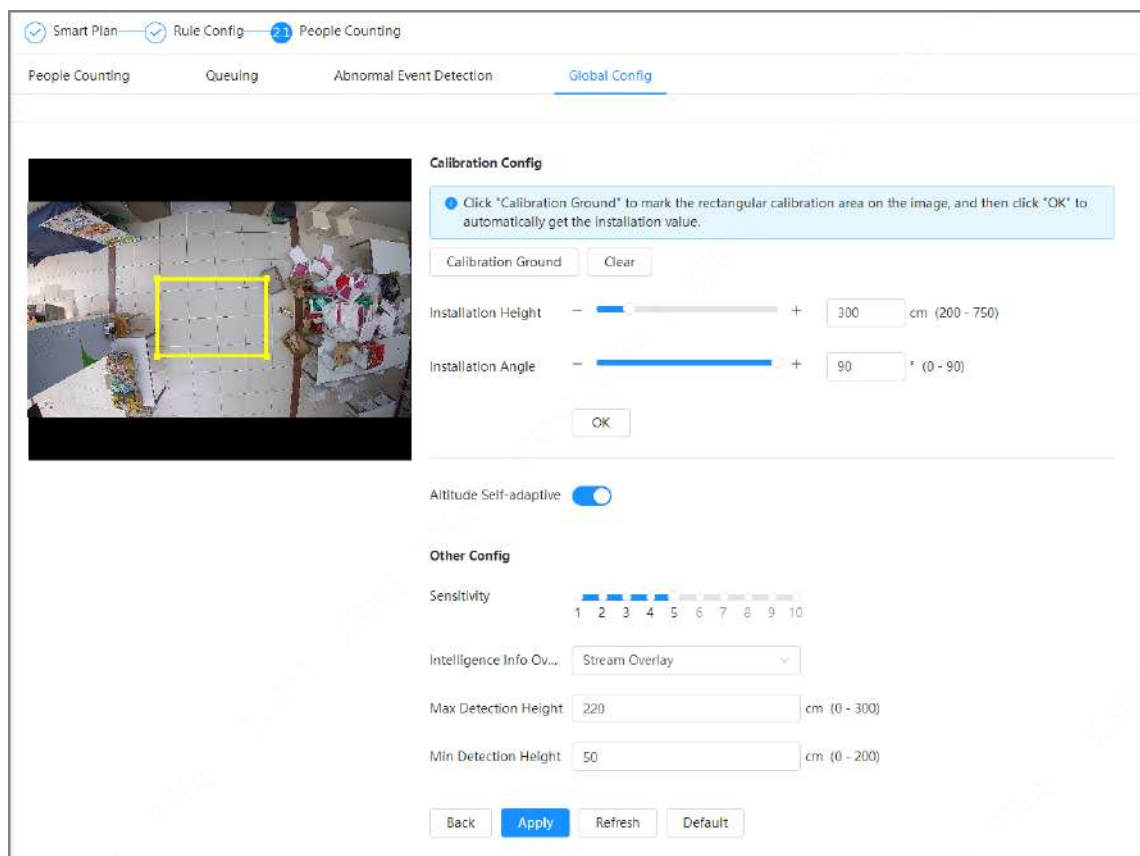 Smart Plan Rule Config 2.1 People Counting
People Counting Queuing Abnormal Event Detection Global Config
Calibration Config
Click "Calibration Ground" to mark the rectangular calibration area on the image, and then click "OK" to
automatically get the installation value.
Calibration Ground Clear
Installation Height − + 300 cm (200 - 750)
Installation Angle − + 90 ° (0 - 90)
OK
Altitude Self-adaptive
Other Config
Sensitivity
1 2 3 4 5 6 7 8 9 10
Intelligence Info Ov... Stream Overlay
Max Detection Height 220 cm (0 - 300)
Min Detection Height 50 cm (0 - 200)
Back Apply Refresh Default